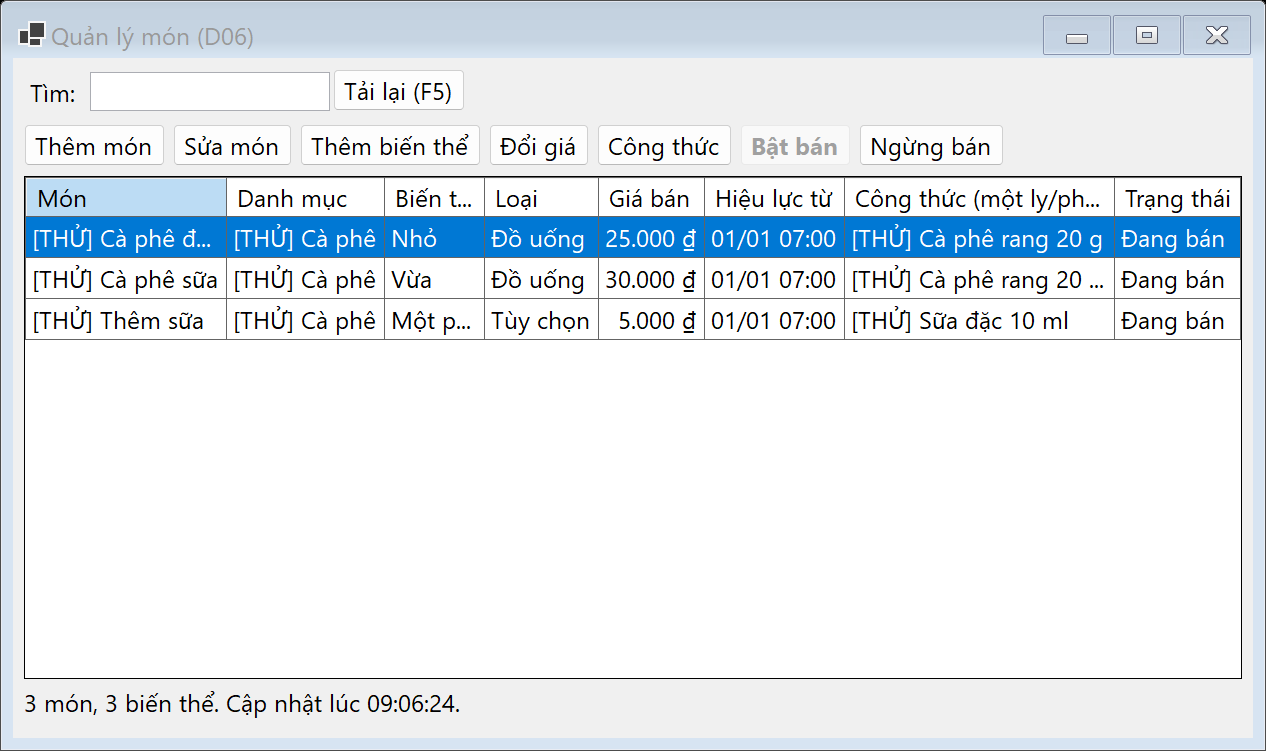 Quản lý món (D06)
Tìm: Tải lại (F5)
Thêm món Sửa món Thêm biến thể Đổi giá Công thức Bật bán Ngừng bán
Món Danh mục Biến t... Loại Giá bán Hiệu lực từ Công thức (một ly/ph... Trạng thái
[THỬ] Cà phê đ... [THỬ] Cà phê Nhỏ Đồ uống 25.000 ₫ 01/01 07:00 [THỬ] Cà phê rang 20 g Đang bán
[THỬ] Cà phê sữa [THỬ] Cà phê Vừa Đồ uống 30.000 ₫ 01/01 07:00 [THỬ] Cà phê rang 20 ... Đang bán
[THỬ] Thêm sữa [THỬ] Cà phê Một p... Tùy chọn 5.000 ₫ 01/01 07:00 [THỬ] Sữa đặc 10 ml Đang bán
3 món, 3 biến thể. Cập nhật lúc 09:06:24.